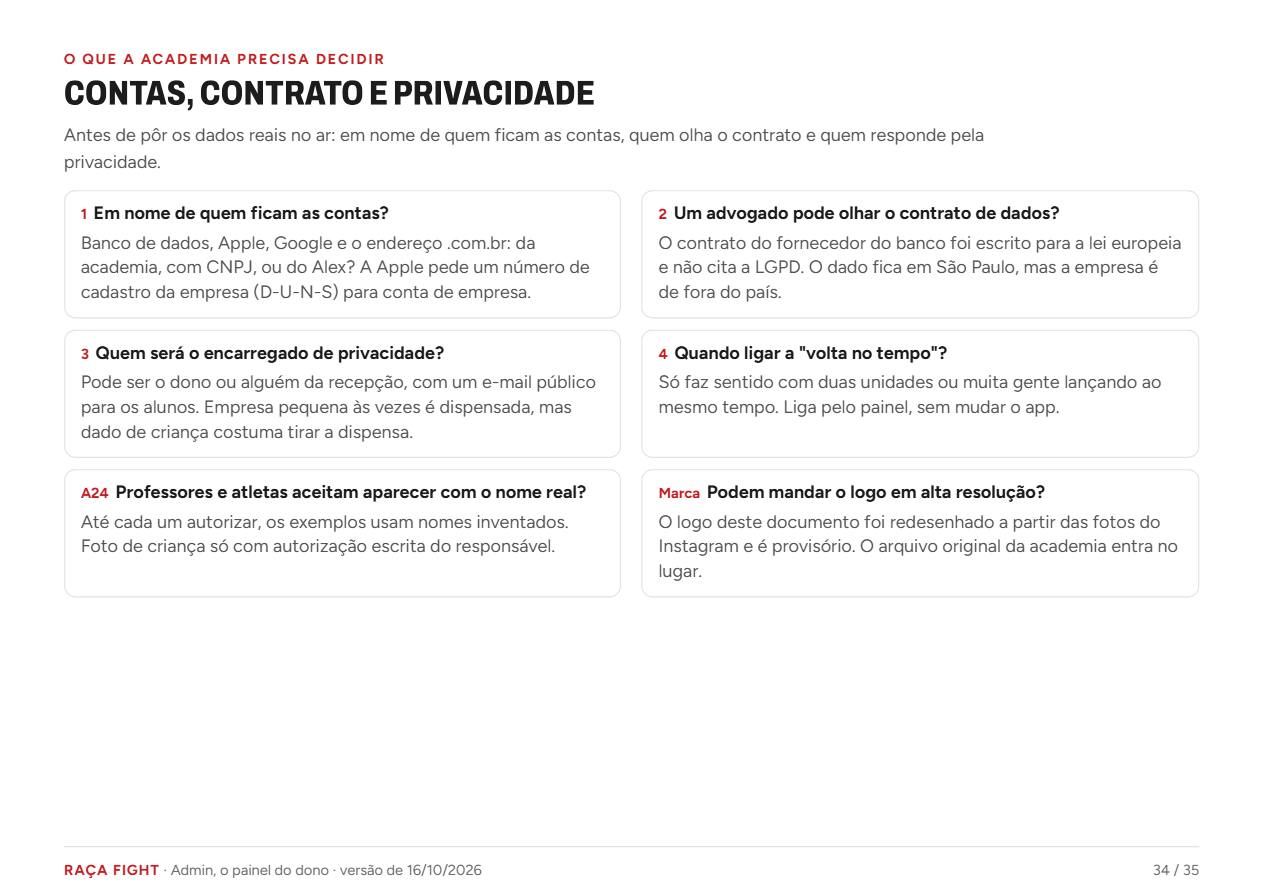 O QUE A ACADEMIA PRECISA DECIDIR
CONTAS, CONTRATO E PRIVACIDADE
Antes de pôr os dados reais no ar: em nome de quem ficam as contas, quem olha o contrato e quem responde pela
privacidade.
1 Em nome de quem ficam as contas?
Banco de dados, Apple, Google e o endereço .com.br: da
academia, com CNPJ, ou do Alex? A Apple pede um número de
cadastro da empresa (D-U-N-S) para conta de empresa.
2 Um advogado pode olhar o contrato de dados?
O contrato do fornecedor do banco foi escrito para a lei europeia
e não cita a LGPD. O dado fica em São Paulo, mas a empresa é
de fora do país.
3 Quem será o encarregado de privacidade?
Pode ser o dono ou alguém da recepção, com um e-mail público
para os alunos. Empresa pequena às vezes é dispensada, mas
dado de criança costuma tirar a dispensa.
4 Quando ligar a "volta no tempo"?
Só faz sentido com duas unidades ou muita gente lançando ao
mesmo tempo. Liga pelo painel, sem mudar o app.
A24 Professores e atletas aceitam aparecer com o nome real?
Até cada um autorizar, os exemplos usam nomes inventados.
Foto de criança só com autorização escrita do responsável.
Marca Podem mandar o logo em alta resolução?
O logo deste documento foi redesenhado a partir das fotos do
Instagram e é provisório. O arquivo original da academia entra no
lugar.
RAÇA FIGHT · Admin, o painel do dono · versão de 16/10/2026
34 / 35